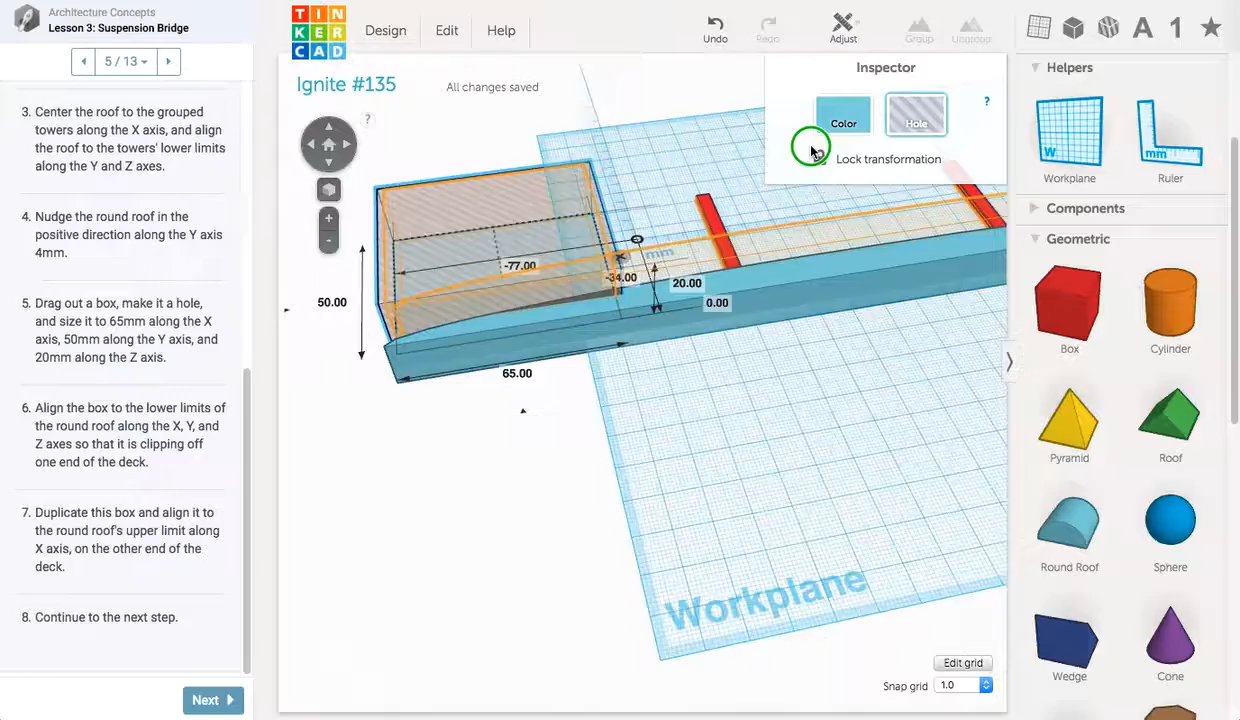 Architecture Concepts
Lesson 3: Suspension Bridge
5 / 13
3. Center the roof to the grouped
towers along the X axis, and align
the roof to the towers' lower limits
along the Y and Z axes.
4. Nudge the round roof in the
positive direction along the Y axis
4mm.
5. Drag out a box, make it a hole,
and size it to 65mm along the X
axis, 50mm along the Y axis, and
20mm along the Z axis.
6. Align the box to the lower limits of
the round roof along the X, Y, and
Z axes so that it is clipping off
one end of the deck.
7. Duplicate this box and align it to
the round roof's upper limit along
X axis, on the other end of the
deck.
8. Continue to the next step.
Next
TIN
KER
CAD
Design
Edit
Help
Undo
Redo
Adjust
Group
Ungroup
Ignite #135
All changes saved
?
+
-
Inspector
Color
Hole
?
Lock transformation
mm
-77.00
-34.00
20.00
0.00
50.00
65.00
Workplane
Edit grid
Snap grid
1.0
A
1
Helpers
W
mm
Workplane
Ruler
Components
Geometric
Box
Cylinder
Pyramid
Roof
Round Roof
Sphere
Wedge
Cone